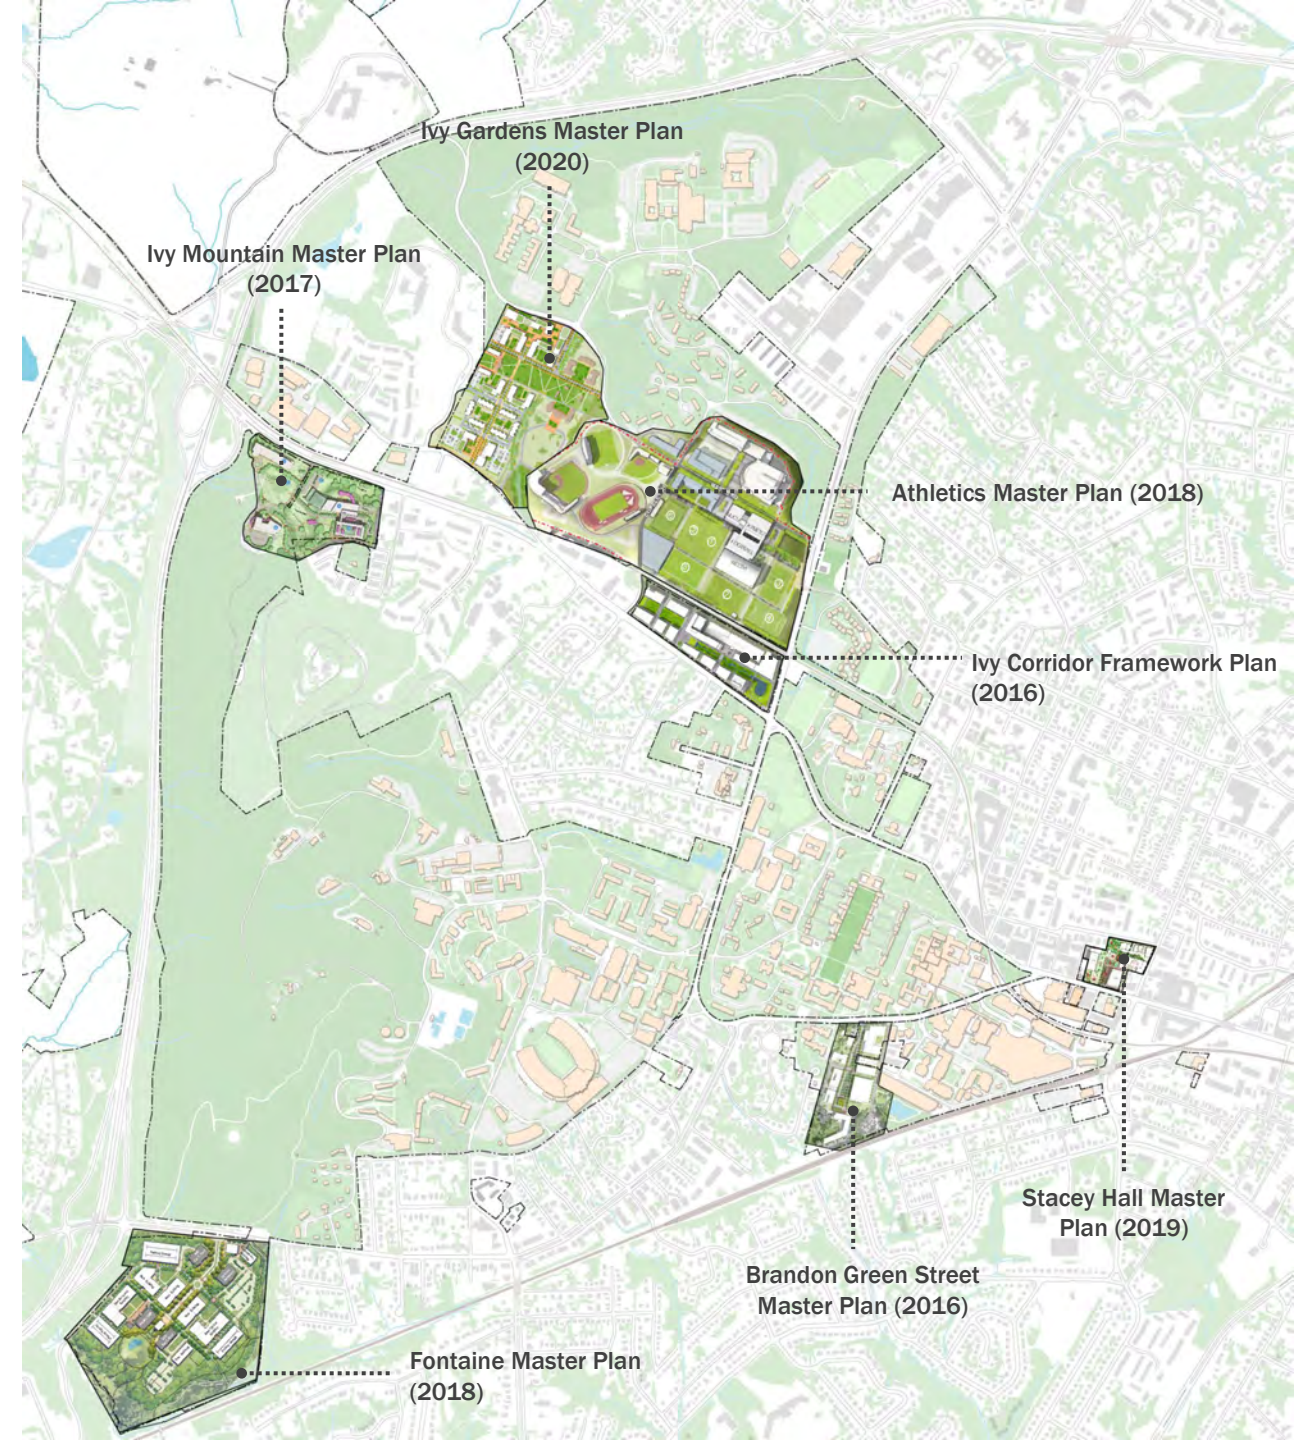 Ivy Gardens Master Plan
(2020)
Ivy Mountain Master Plan
(2017)
Athletics Master Plan (2018)
Ivy Corridor Framework Plan
(2016)
Stacey Hall Master
Plan (2019)
Brandon Green Street
Master Plan (2016)
Fontaine Master Plan
(2018)